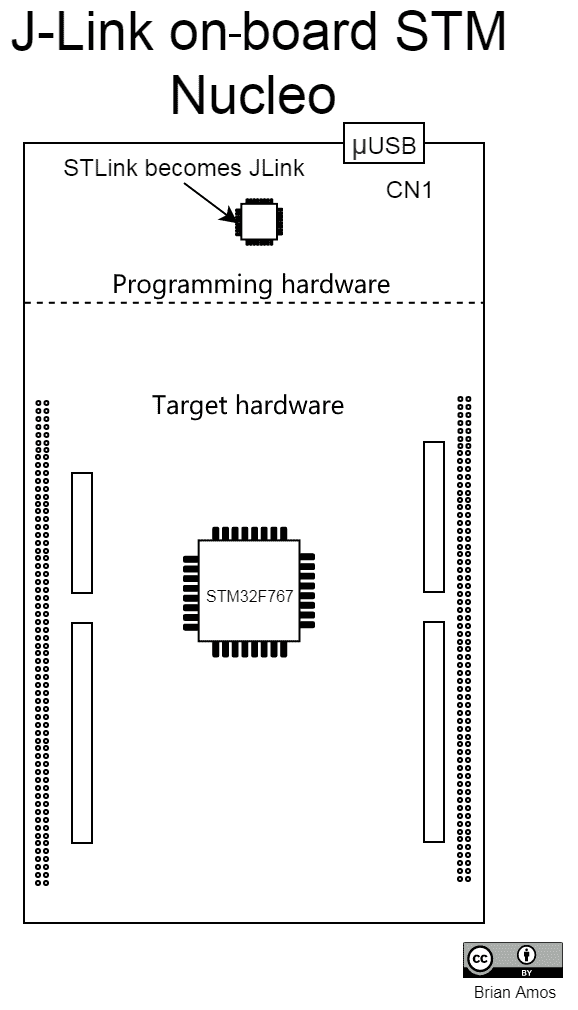 J-Link on-board STM
Nucleo
µUSB
STLink becomes JLink
CN1
Programming hardware
Target hardware
STM32F767
cc
BY
Brian Amos